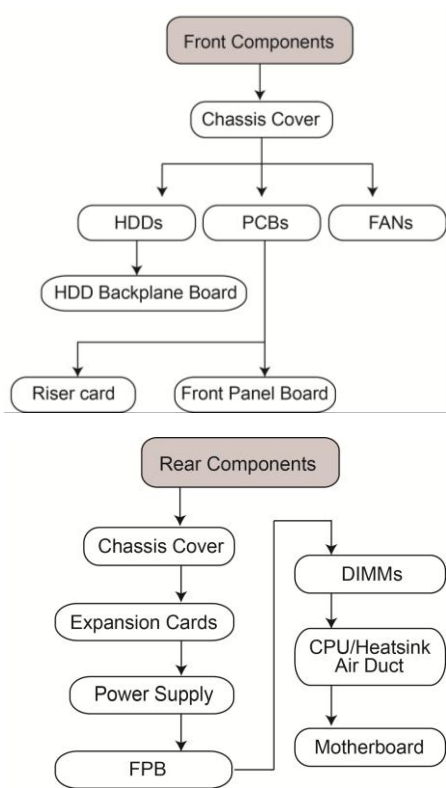 Front Components
Chassis Cover
HDDs
PCBs
FANs
HDD Backplane Board
Riser card
Front Panel Board
Rear Components
Chassis Cover
Expansion Cards
Power Supply
FPB
DIMMs
CPU/Heatsink
Air Duct
Motherboard